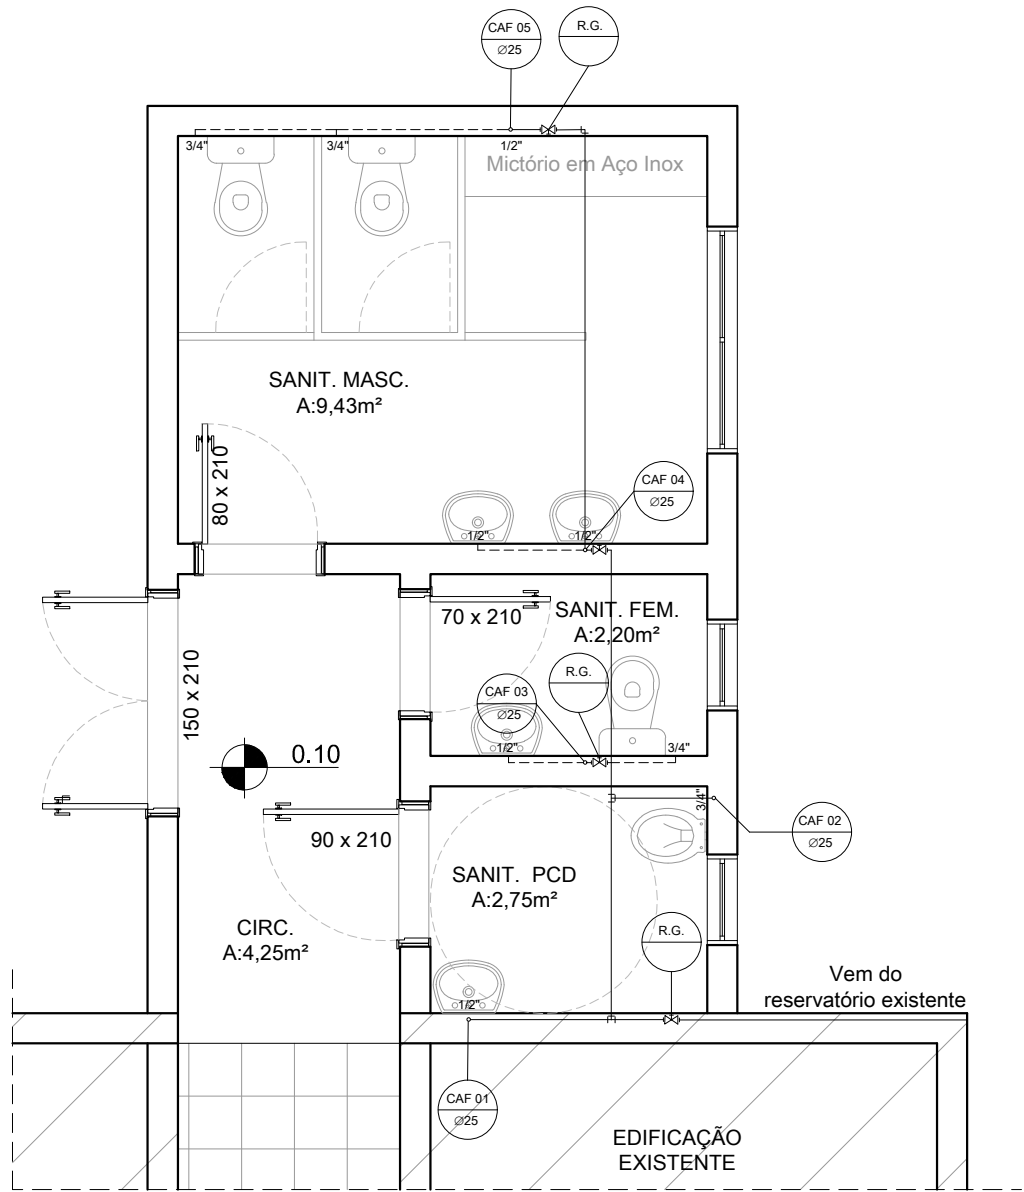 CAF 05
Ø25
R.G.
3/4"
3/4"
1/2"
Mictório em Aço Inox
SANIT. MASC.
A:9,43m²
80 x 210
CAF 04
Ø25
1/2"
1/2"
70 x 210
SANIT. FEM.
A:2,20m²
150 x 210
R.G.
CAF 03
Ø25
1/2"
3/4"
0.10
3/4"
CAF 02
Ø25
90 x 210
SANIT. PCD
A:2,75m²
CIRC.
A:4,25m²
R.G.
Vem do
reservatório existente
1/2"
CAF 01
Ø25
EDIFICAÇÃO
EXISTENTE